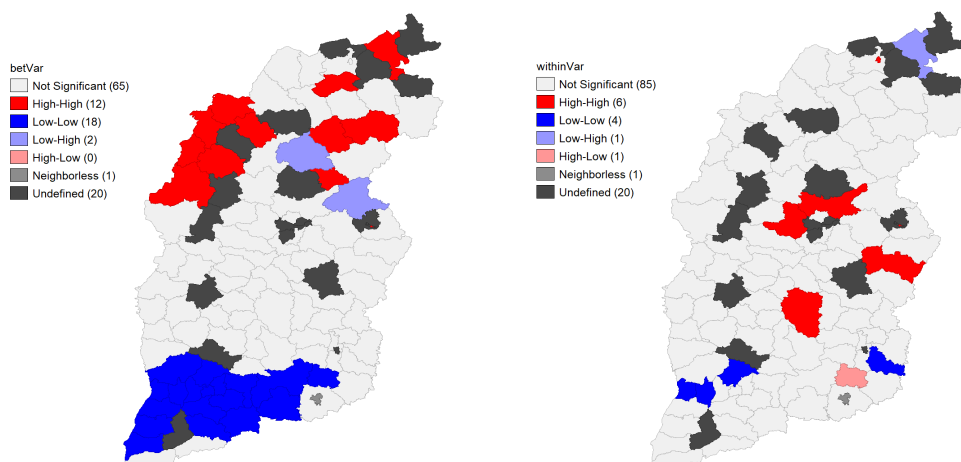 betVar
Not Significant (65)
High-High (12)
Low-Low (18)
Low-High (2)
High-Low (0)
Neighborless (1)
Undefined (20)
withinVar
Not Significant (85)
High-High (6)
Low-Low (4)
Low-High (1)
High-Low (1)
Neighborless (1)
Undefined (20)